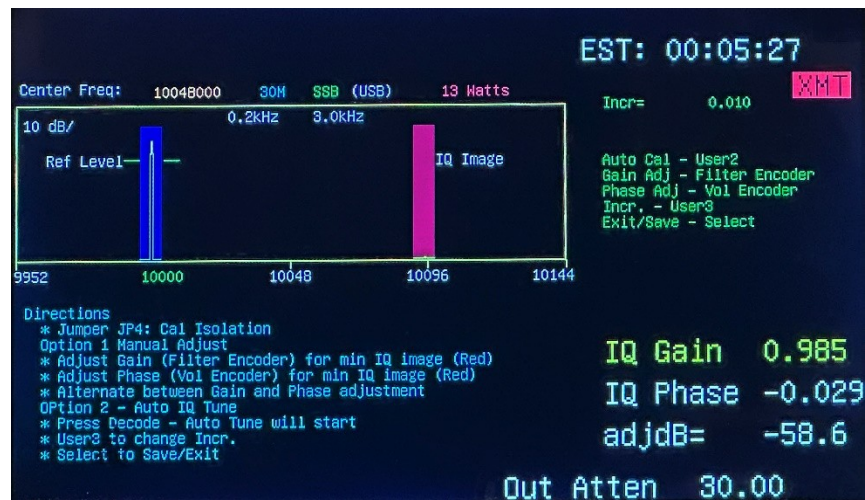 EST: 00:05:27
Center Freq: 10048000 30M SSB (USB) 13 Watts
XMT
Incr= 0.010
10 dB/ 0.2kHz 3.0kHz
Ref Level
IQ Image
Auto Cal - User2
Gain Adj - Filter Encoder
Phase Adj - Vol Encoder
Incr. - User3
Exit/Save - Select
9952 10000 10048 10096 10144
Directions
* Jumper JP4: Cal Isolation
Option 1 Manual Adjust
* Adjust Gain (Filter Encoder) for min IQ image (Red)
* Adjust Phase (Vol Encoder) for min IQ image (Red)
* Alternate between Gain and Phase adjustment
OPtion 2 - Auto IQ Tune
* Press Decode - Auto Tune will start
* User3 to change Incr.
* Select to Save/Exit
IQ Gain 0.985
IQ Phase -0.029
adjdB= -58.6
Out Atten 30.00